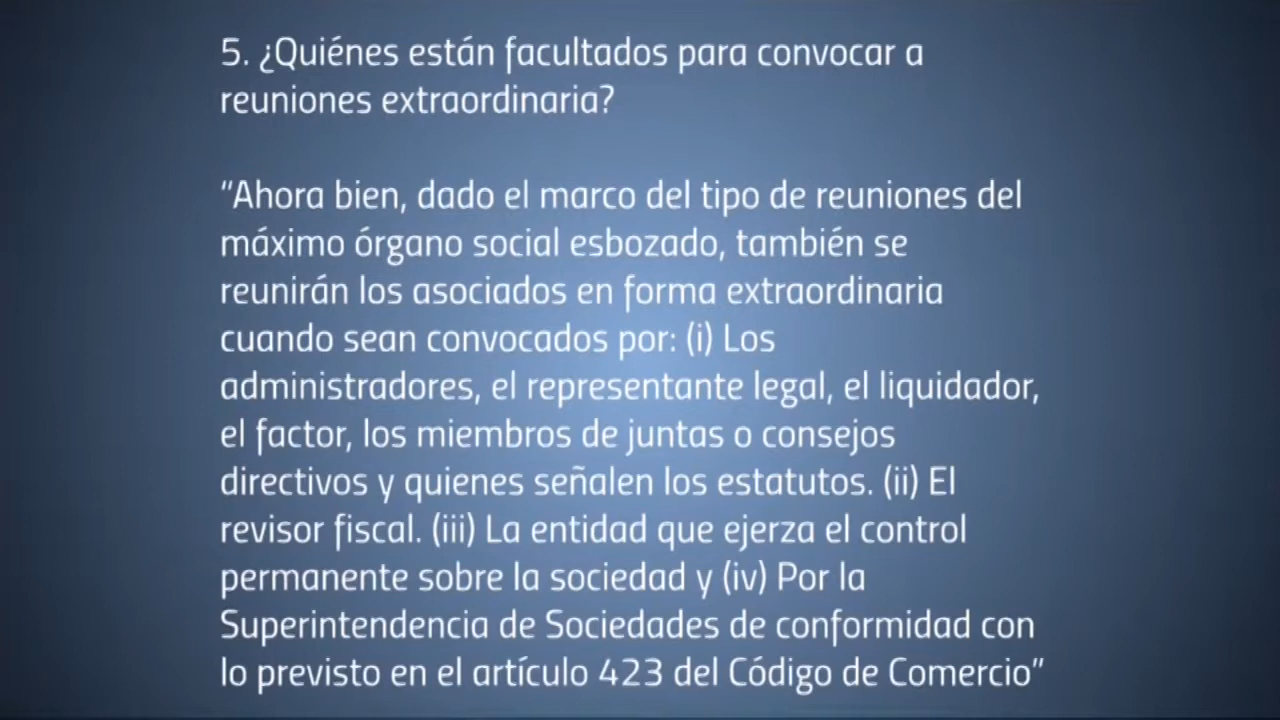 5. ¿Quiénes están facultados para convocar a
reuniones extraordinaria?
“Ahora bien, dado el marco del tipo de reuniones del
máximo órgano social esbozado, también se
reunirán los asociados en forma extraordinaria
cuando sean convocados por: (i) Los
administradores, el representante legal, el liquidador,
el factor, los miembros de juntas o consejos
directivos y quienes señalen los estatutos. (ii) El
revisor fiscal. (iii) La entidad que ejerza el control
permanente sobre la sociedad y (iv) Por la
Superintendencia de Sociedades de conformidad con
lo previsto en el artículo 423 del Código de Comercio”